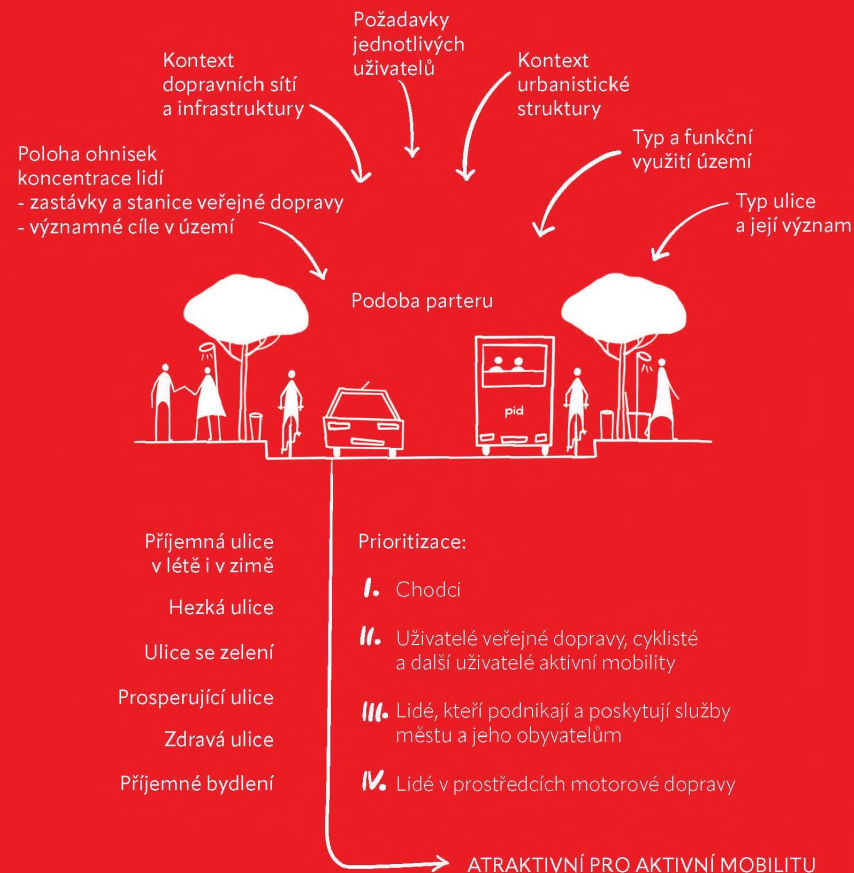 Požadavky
jednotlivých
uživatelů
Kontext
dopravních sítí
a infrastruktury
Kontext
urbanistické
struktury
Poloha ohnisek
koncentrace lidí
- zastávky a stanice veřejné dopravy
- významné cíle v území
Typ a funkční
využití území
Typ ulice
a její význam
Podoba parteru
pid
Příjemná ulice
v létě i v zimě
Hezká ulice
Ulice se zelení
Prosperující ulice
Zdravá ulice
Příjemné bydlení
Prioritizace:
I. Chodci
II. Uživatelé veřejné dopravy, cyklisté
a další uživatelé aktivní mobility
III. Lidé, kteří podnikají a poskytují služby
městu a jeho obyvatelům
IV. Lidé v prostředcích motorové dopravy
ATRAKTIVNÍ PRO AKTIVNÍ MOBILITU